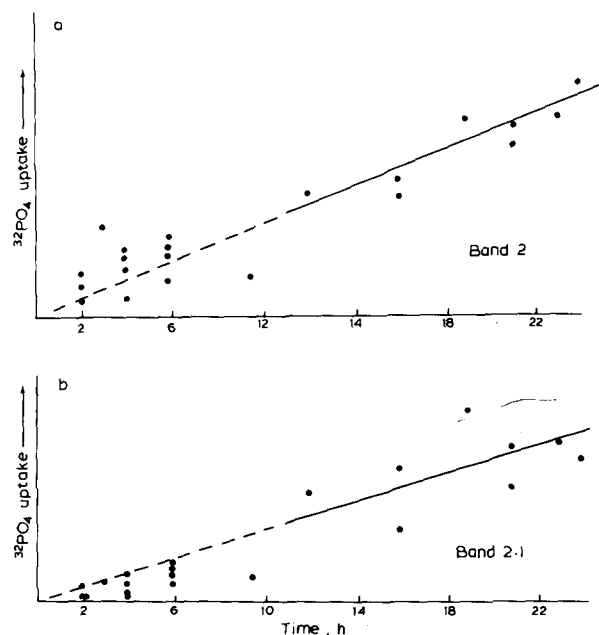 a
³²PO₄ uptake
Band 2
2 6 12 14 18 22
b
³²PO₄ uptake
Band 2·1
2 6 10 14 18 22
Time, h